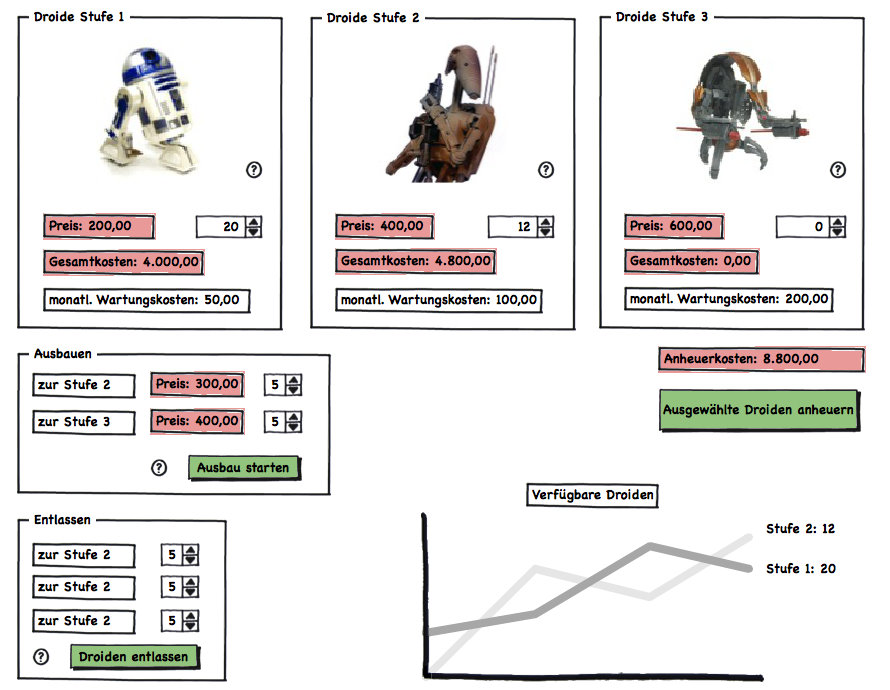 Droide Stufe 1
?
Preis: 200,00
20
Gesamtkosten: 4.000,00
monatl. Wartungskosten: 50,00
Droide Stufe 2
?
Preis: 400,00
12
Gesamtkosten: 4.800,00
monatl. Wartungskosten: 100,00
Droide Stufe 3
?
Preis: 600,00
0
Gesamtkosten: 0,00
monatl. Wartungskosten: 200,00
Ausbauen
zur Stufe 2 Preis: 300,00 5
zur Stufe 3 Preis: 400,00 5
? Ausbau starten
Anheuerkosten: 8.800,00
Ausgewählte Droiden anheuern
Entlassen
zur Stufe 2 5
zur Stufe 2 5
zur Stufe 2 5
? Droiden entlassen
Verfügbare Droiden
Stufe 2: 12
Stufe 1: 20